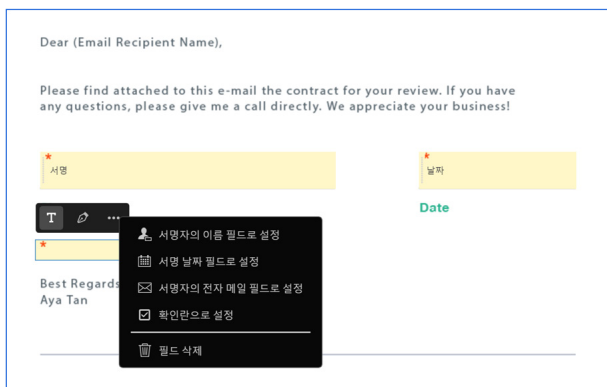 Dear (Email Recipient Name),
Please find attached to this e-mail the contract for your review. If you have
any questions, please give me a call directly. We appreciate your business!
* 서명
* 날짜
Date
T
*
서명자의 이름 필드로 설정
서명 날짜 필드로 설정
서명자의 전자 메일 필드로 설정
확인란으로 설정
필드 삭제
Best Regards
Aya Tan